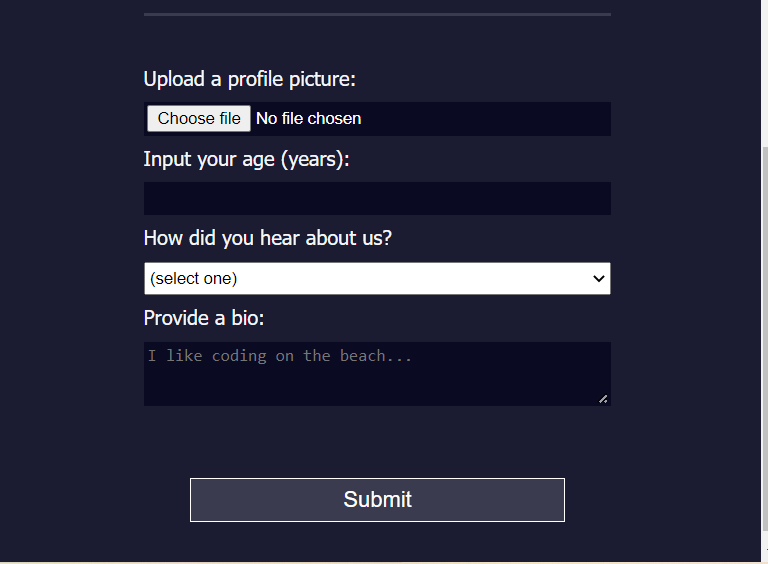 Upload a profile picture:
Choose file No file chosen
Input your age (years):
How did you hear about us?
(select one)
Provide a bio:
I like coding on the beach...
Submit